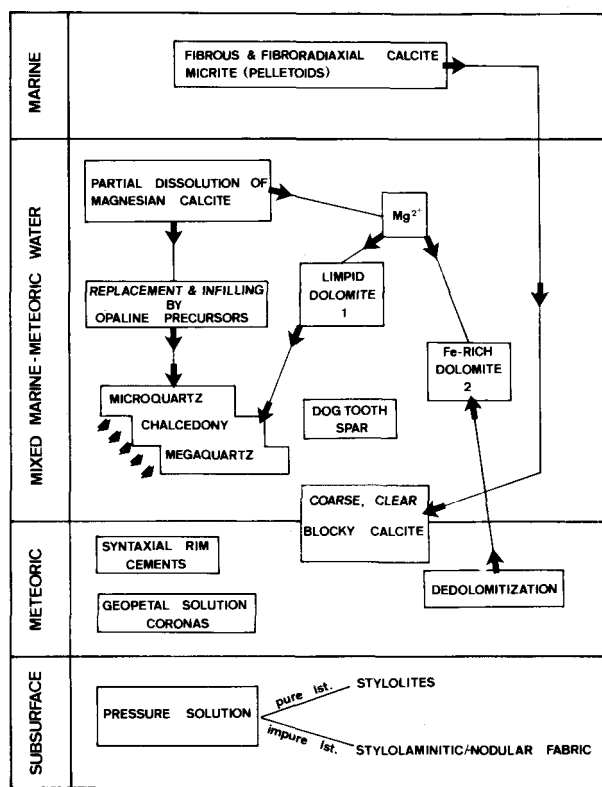 MARINE
FIBROUS & FIBRORADIAXIAL CALCITE
MICRITE (PELLETOIDS)
MIXED MARINE-METEORIC WATER
PARTIAL DISSOLUTION OF
MAGNESIAN CALCITE
Mg²⁺
REPLACEMENT & INFILLING
BY
OPALINE PRECURSORS
LIMPID
DOLOMITE
1
Fe-RICH
DOLOMITE
2
MICROQUARTZ
CHALCEDONY
MEGAQUARTZ
DOG TOOTH
SPAR
COARSE, CLEAR
BLOCKY CALCITE
METEORIC
SYNTAXIAL RIM
CEMENTS
GEOPETAL SOLUTION
CORONAS
DEDOLOMITIZATION
SUBSURFACE
PRESSURE SOLUTION
pure lst.
STYLOLITES
impure lst.
STYLOLAMINITIC/NODULAR FABRIC